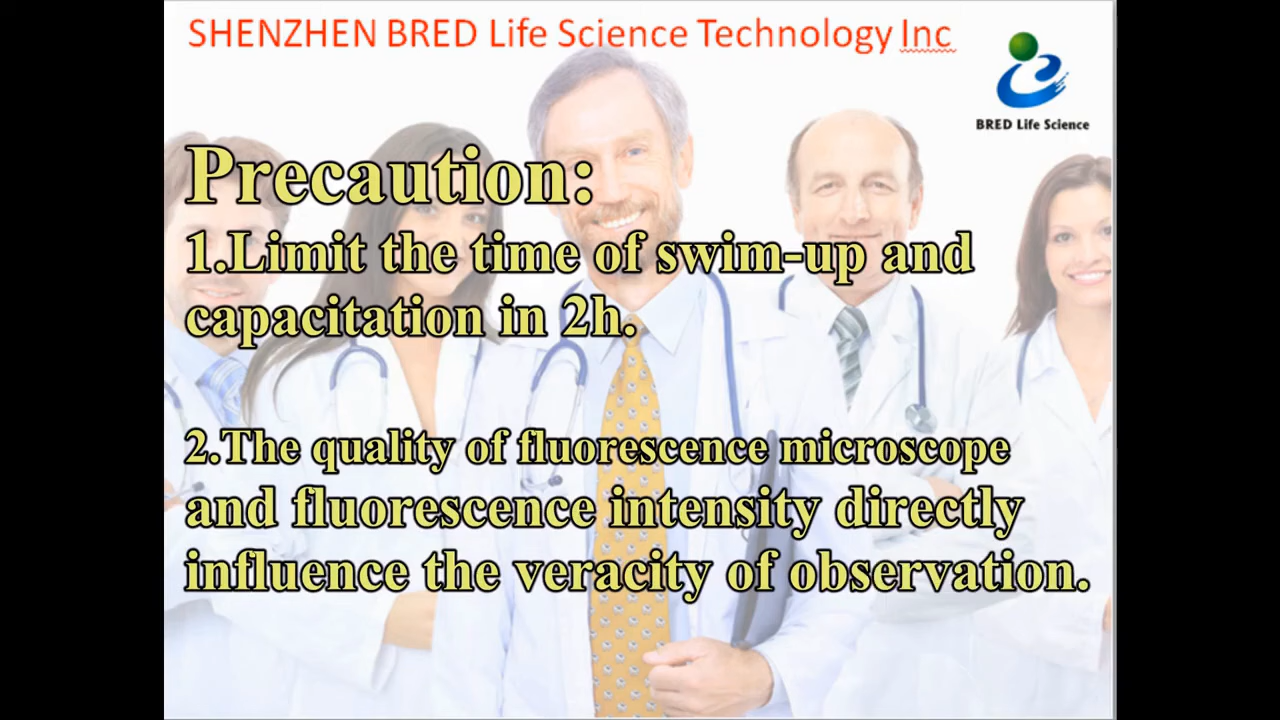 SHENZHEN BRED Life Science Technology Inc
BRED Life Science
Precaution:
1.Limit the time of swim-up and
capacitation in 2h.
2.The quality of fluorescence microscope
and fluorescence intensity directly
influence the veracity of observation.